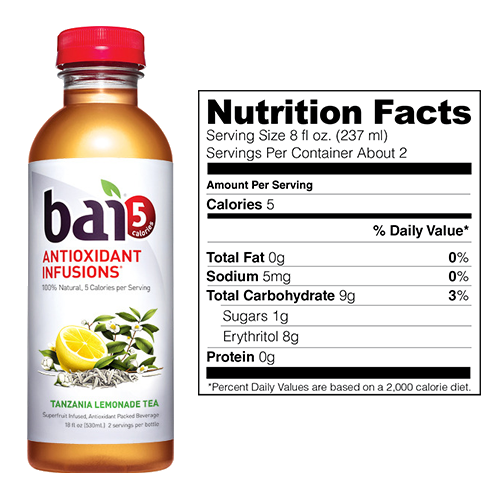 bai
5
calories
ANTIOXIDANT
INFUSIONS*
100% Natural, 5 Calories per Serving
TANZANIA LEMONADE TEA
Superfruit Infused, Antioxidant Packed Beverage
18 fl oz (530mL) 2 servings per bottle
Nutrition Facts
Serving Size 8 fl oz. (237 ml)
Servings Per Container About 2
Amount Per Serving
Calories 5
% Daily Value*
Total Fat 0g 0%
Sodium 5mg 0%
Total Carbohydrate 9g 3%
Sugars 1g
Erythritol 8g
Protein 0g
*Percent Daily Values are based on a 2,000 calorie diet.